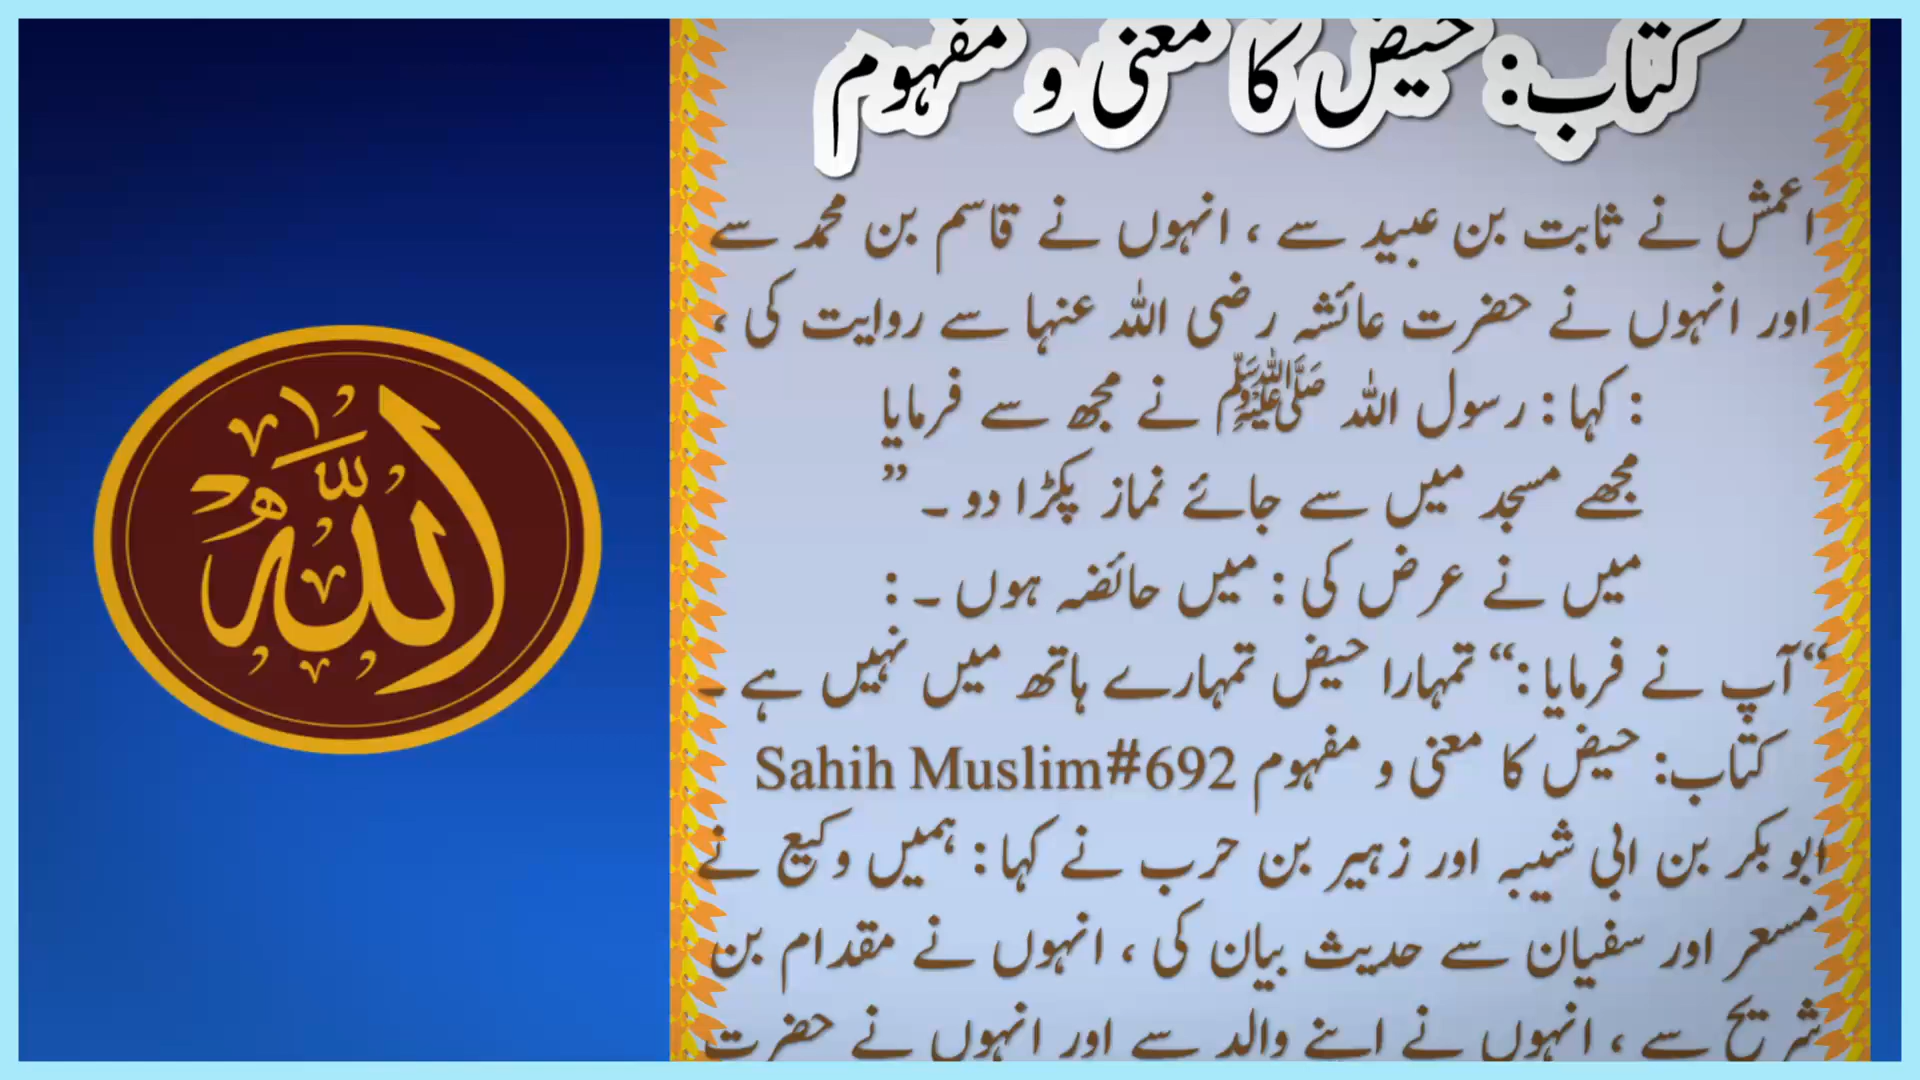 کتاب: حیض کا معنی و مفہوم
اعمش نے ثابت بن عبید سے ، انہوں نے قاسم بن محمد سے
اور انہوں نے حضرت عائشہ رضی اللہ عنہا سے روایت کی ،
: کہا : رسول اللہ ﷺ نے مجھ سے فرمایا
مجھے مسجد میں سے جائے نماز پکڑا دو ۔ ”
میں نے عرض کی : میں حائضہ ہوں ۔ :
“آپ نے فرمایا :“ تمہارا حیض تمہارے ہاتھ میں نہیں ہے ۔
کتاب: حیض کا معنی و مفہوم Sahih Muslim#692
ابو بکر بن ابی شیبہ اور زہیر بن حرب نے کہا : ہمیں وکیع نے
مسعر اور سفیان سے حدیث بیان کی ، انہوں نے مقدام بن
شریح سے ، انہوں نے اپنے والد سے اور انہوں نے حضرت
اللّٰهُ